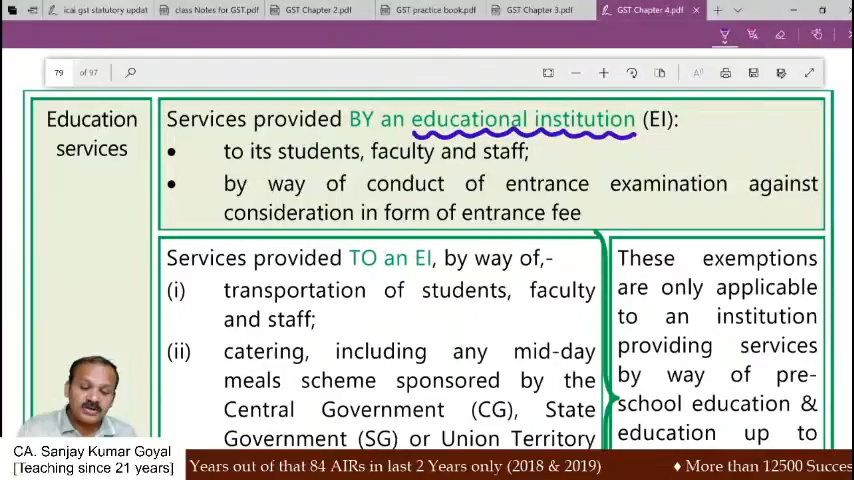 icai gst statutory updat
class Notes for GST.pdf
GST Chapter 2.pdf
GST practice book.pdf
GST Chapter 3.pdf
GST Chapter 4.pdf
79 of 97
Education
services
Services provided BY an educational institution (EI):
• to its students, faculty and staff;
• by way of conduct of entrance examination against
consideration in form of entrance fee
Services provided TO an EI, by way of,-
(i) transportation of students, faculty
and staff;
(ii) catering, including any mid-day
meals scheme sponsored by the
Central Government (CG), State
Government (SG) or Union Territory
These exemptions
are only applicable
to an institution
providing services
by way of pre-
school education &
education up to
CA. Sanjay Kumar Goyal
[Teaching since 21 years]
Years out of that 84 AIRs in last 2 Years only (2018 & 2019) ♦ More than 12500 Succes